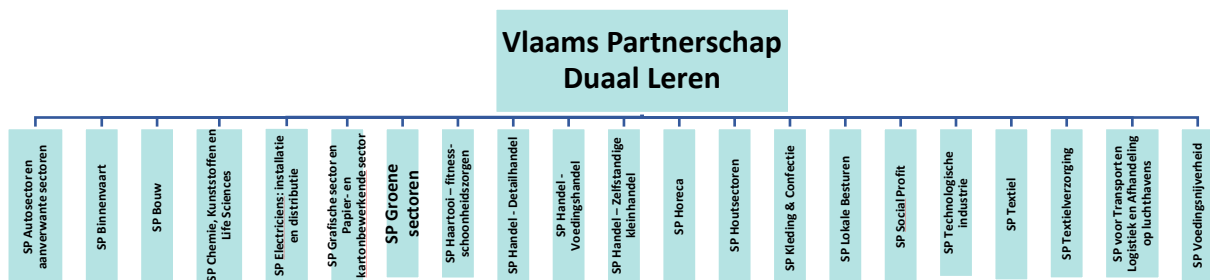 Vlaams Partnerschap
Duaal Leren
SP Autosector en
aanverwante sectoren
SP Binnenvaart
SP Bouw
SP Chemie, Kunststoffen en
Life Sciences
SP Electriciens: installatie
en distributie
SP Grafische sector en
Papier- en
kartonbewerkende sector
SP Groene
sectoren
SP Haartooi – fitness-
schoonheidszorgen
SP Handel - Detailhandel
SP Handel -
Voedingshandel
SP Handel – Zelfstandige
kleinhandel
SP Horeca
SP Houtsectoren
SP Kleding & Confectie
SP Lokale Besturen
SP Social Profit
SP Technologische
industrie
SP Textiel
SP Textielverzorging
SP voor Transport en
Logistiek en Afhandeling
op luchthavens
SP Voedingsnijverheid